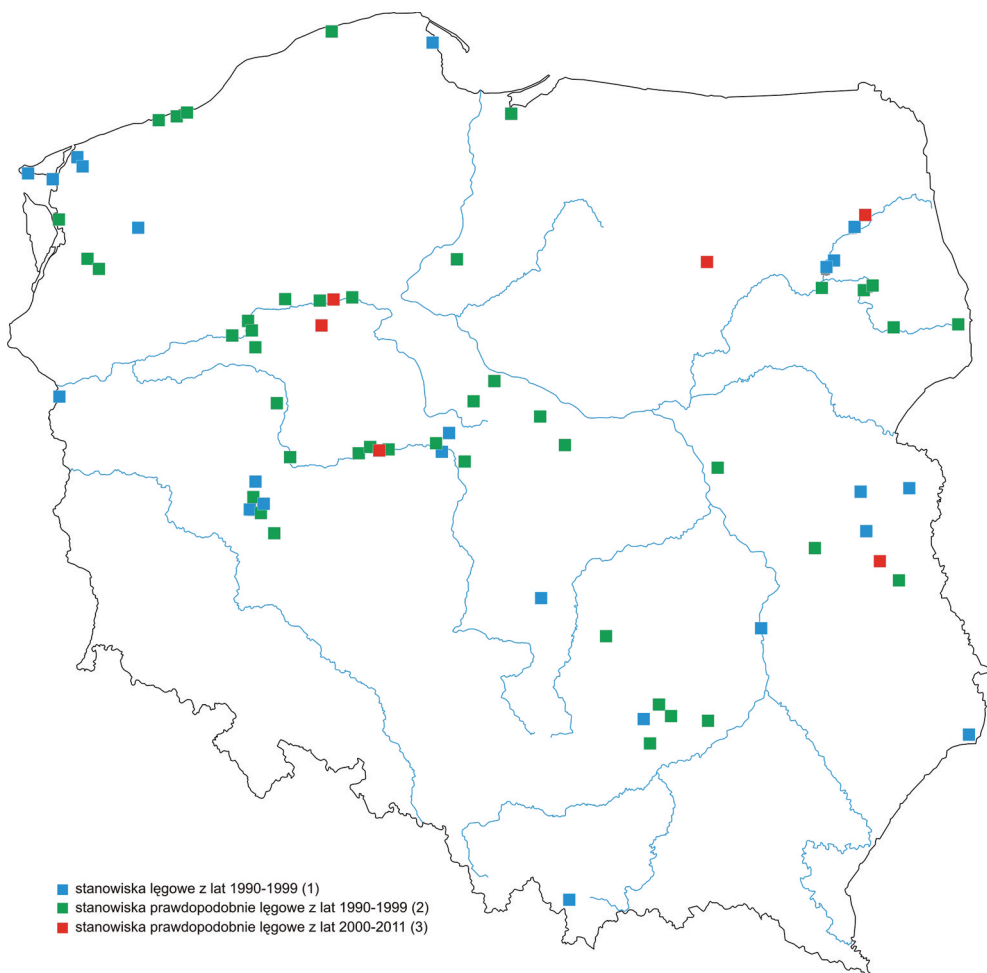 stanowiska lęgowe z lat 1990-1999 (1)
stanowiska prawdopodobnie lęgowe z lat 1990-1999 (2)
stanowiska prawdopodobnie lęgowe z lat 2000-2011 (3)